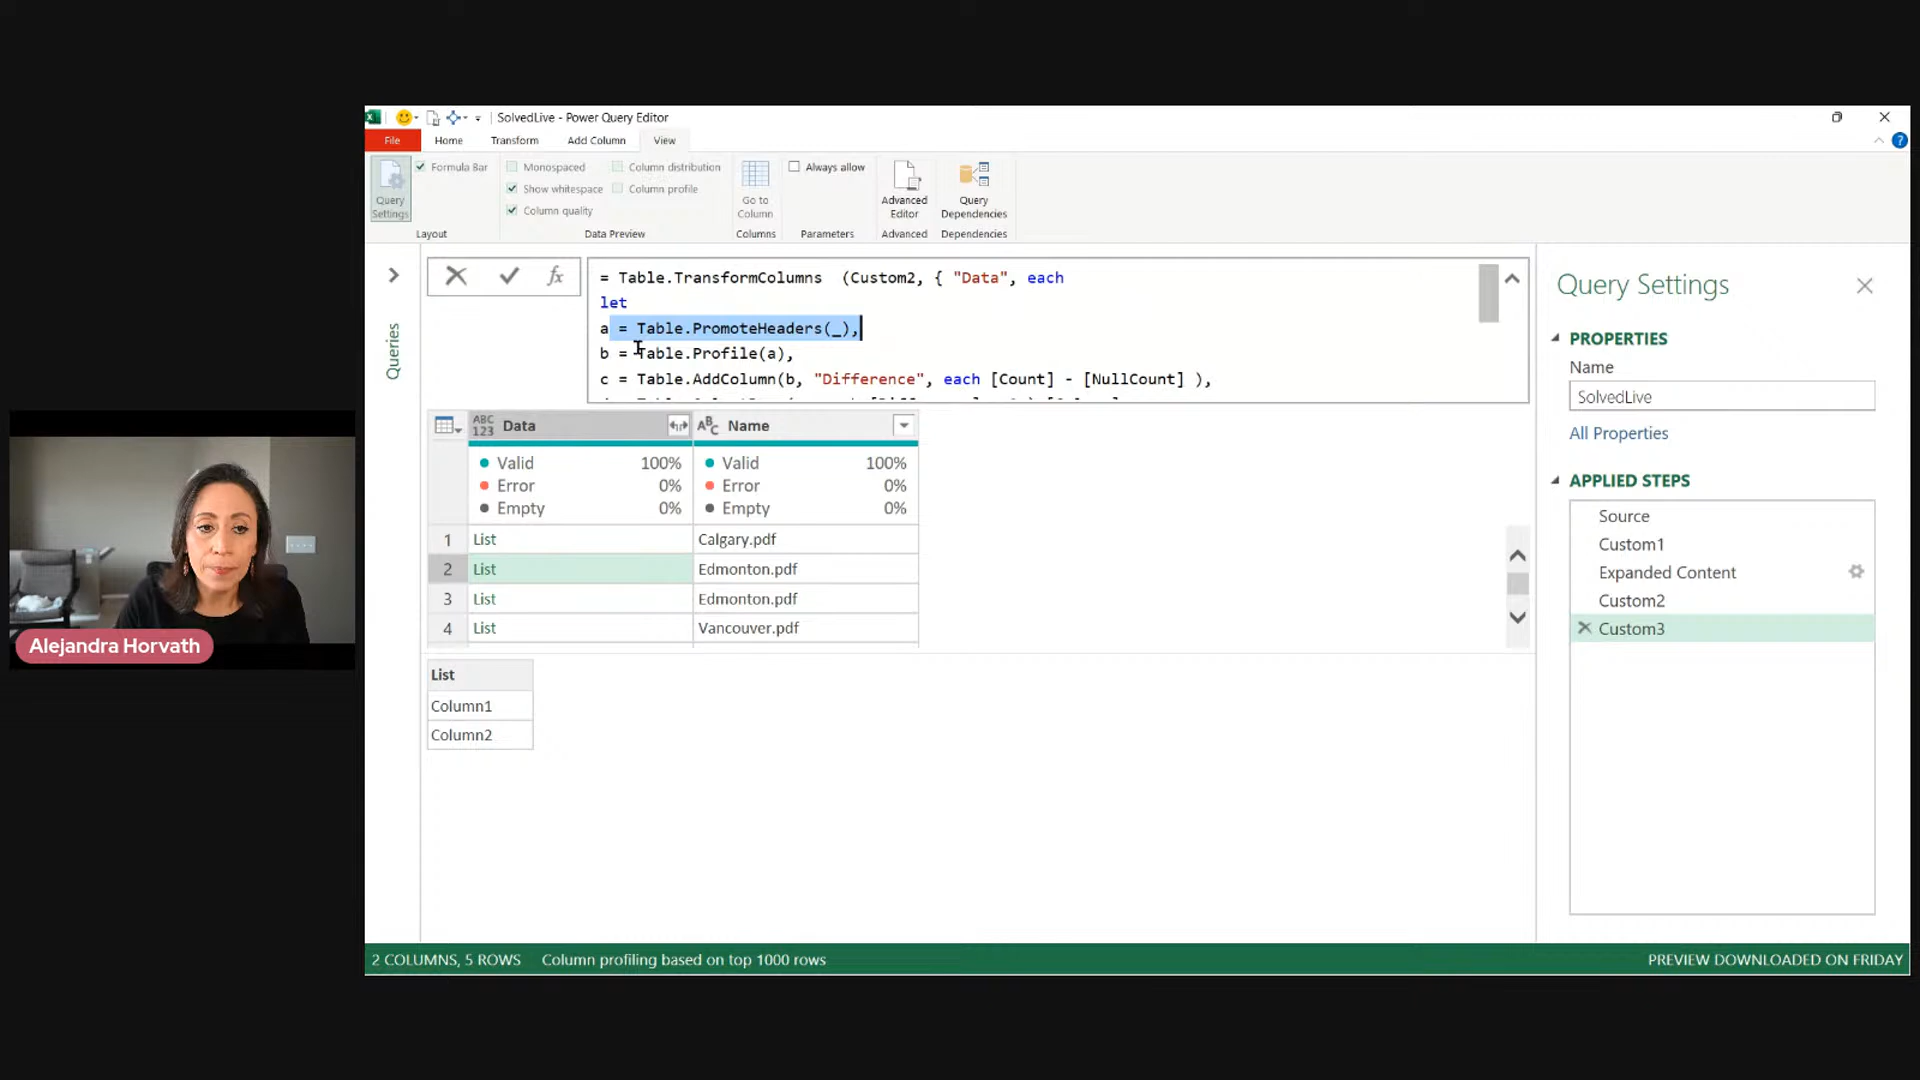 SolvedLive - Power Query Editor
File
Home
Transform
Add Column
View
Query
Settings
Formula Bar
Layout
Monospaced
Show whitespace
Column quality
Column distribution
Column profile
Data Preview
Go to
Column
Columns
Always allow
Parameters
Advanced
Editor
Advanced
Query
Dependencies
Dependencies
Queries
fx
= Table.TransformColumns (Custom2, { "Data", each
let
a = Table.PromoteHeaders(_),
b = Table.Profile(a),
c = Table.AddColumn(b, "Difference", each [Count] - [NullCount] ),
ABC
123
Data
ABC
Name
Valid 100%
Error 0%
Empty 0%
Valid 100%
Error 0%
Empty 0%
1 List Calgary.pdf
2 List Edmonton.pdf
3 List Edmonton.pdf
4 List Vancouver.pdf
List
Column1
Column2
Query Settings
PROPERTIES
Name
SolvedLive
All Properties
APPLIED STEPS
Source
Custom1
Expanded Content
Custom2
Custom3
Alejandra Horvath
2 COLUMNS, 5 ROWS
Column profiling based on top 1000 rows
PREVIEW DOWNLOADED ON FRIDAY